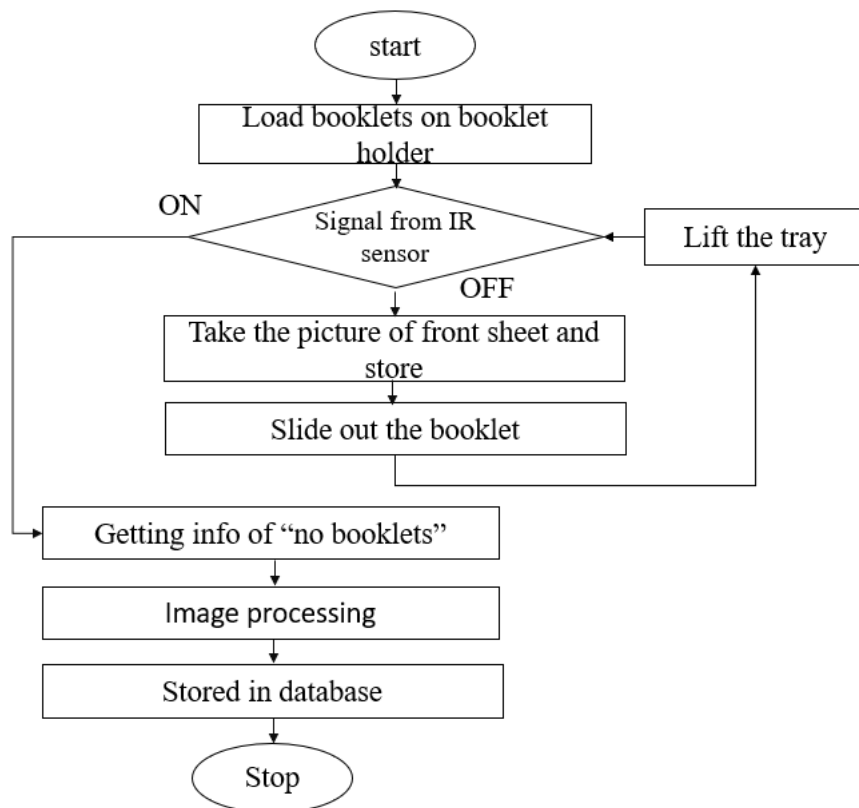 start
Load booklets on booklet
holder
ON
Signal from IR
sensor
Lift the tray
OFF
Take the picture of front sheet and
store
Slide out the booklet
Getting info of “no booklets”
Image processing
Stored in database
Stop